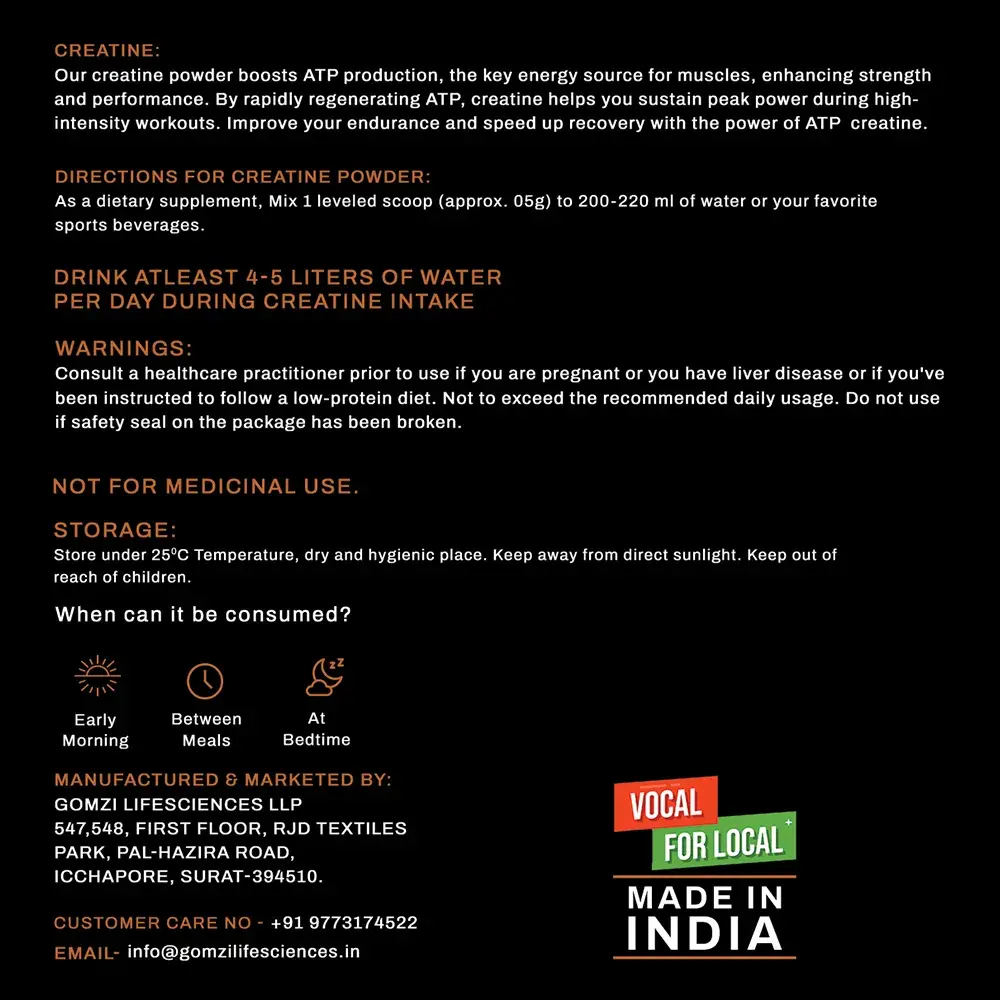 CREATINE:
Our creatine powder boosts ATP production, the key energy source for muscles, enhancing strength
and performance. By rapidly regenerating ATP, creatine helps you sustain peak power during high-
intensity workouts. Improve your endurance and speed up recovery with the power of ATP creatine.
DIRECTIONS FOR CREATINE POWDER:
As a dietary supplement, Mix 1 leveled scoop (approx. 05g) to 200-220 ml of water or your favorite
sports beverages.
DRINK ATLEAST 4-5 LITERS OF WATER
PER DAY DURING CREATINE INTAKE
WARNINGS:
Consult a healthcare practitioner prior to use if you are pregnant or you have liver disease or if you've
been instructed to follow a low-protein diet. Not to exceed the recommended daily usage. Do not use
if safety seal on the package has been broken.
NOT FOR MEDICINAL USE.
STORAGE:
Store under 25⁰C Temperature, dry and hygienic place. Keep away from direct sunlight. Keep out of
reach of children.
When can it be consumed?
zZ
Early Between At
Morning Meals Bedtime
MANUFACTURED & MARKETED BY:
GOMZI LIFESCIENCES LLP
547,548, FIRST FLOOR, RJD TEXTILES
PARK, PAL-HAZIRA ROAD,
ICCHAPORE, SURAT-394510.
CUSTOMER CARE NO - +91 9773174522
EMAIL- info@gomzilifesciences.in
VOCAL
FOR LOCAL+
MADE IN
INDIA